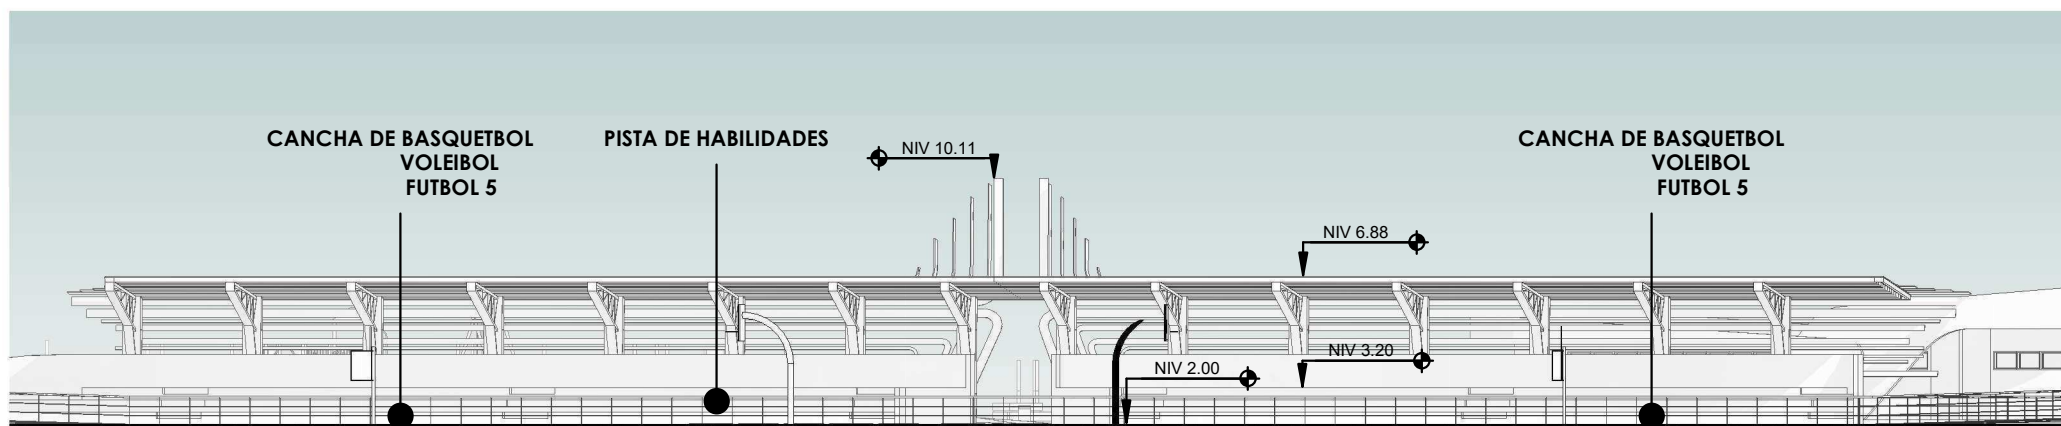 CANCHA DE BASQUETBOL
VOLEIBOL
FUTBOL 5
PISTA DE HABILIDADES
NIV 10.11
CANCHA DE BASQUETBOL
VOLEIBOL
FUTBOL 5
NIV 6.88
NIV 3.20
NIV 2.00